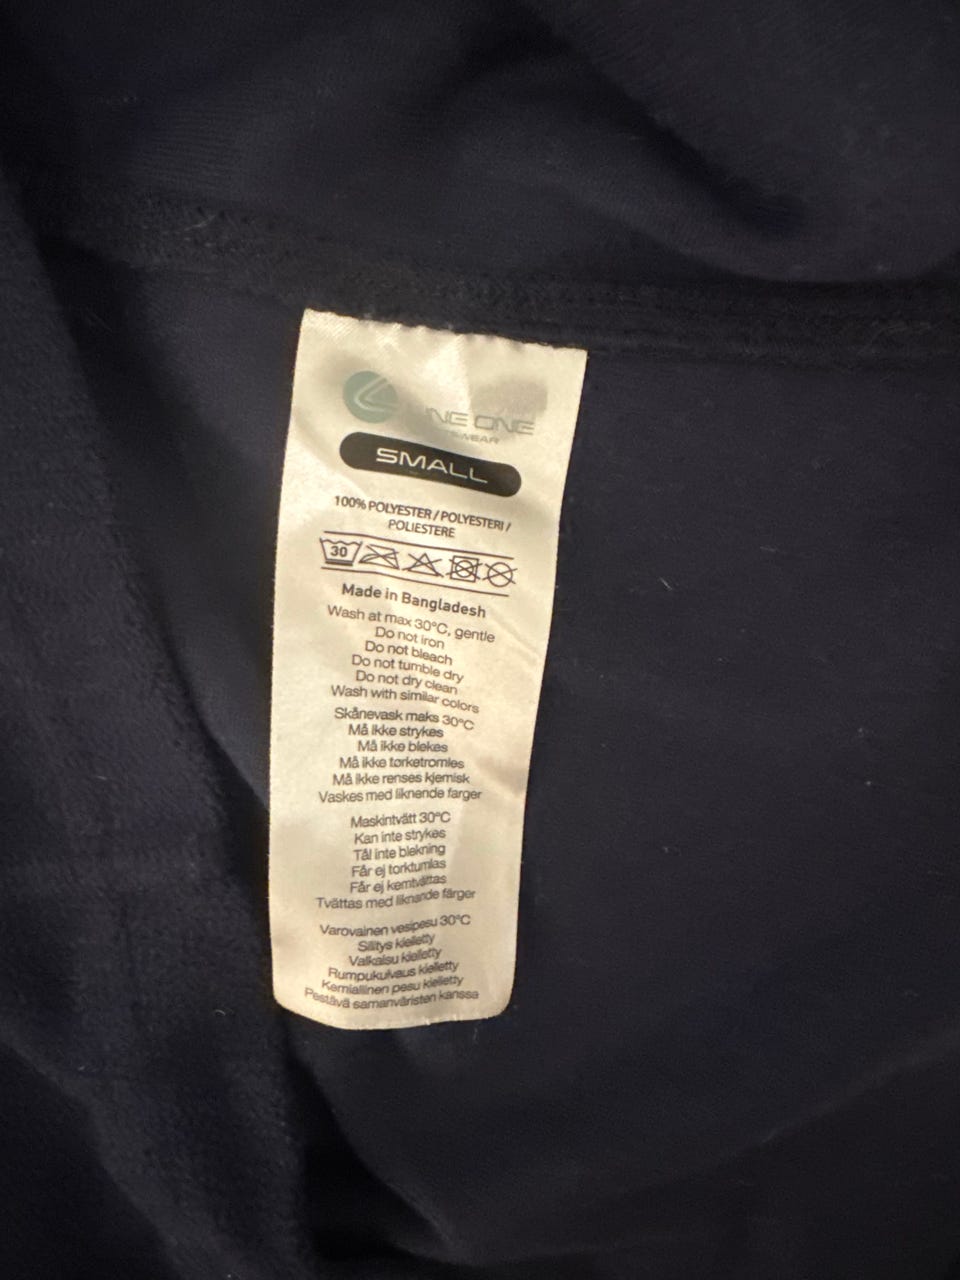 LINE ONE
SMALL
100% POLYESTER / POLYESTERI /
POLIESTERE
30
Made in Bangladesh
Wash at max 30°C, gentle
Do not iron
Do not bleach
Do not tumble dry
Do not dry clean
Wash with similar colors
Skånevask maks 30°C
Må ikke strykes
Må ikke blekes
Må ikke tørketromles
Må ikke renses kjemisk
Vaskes med liknende farger
Maskintvätt 30°C
Kan inte strykes
Tål inte blekning
Får ej torktumlas
Får ej kemtvättas
Tvättas med liknande färger
Varovainen vesipesu 30°C
Silitys kielletty
Valkaisu kielletty
Rumpukuivaus kielletty
Kemiallinen pesu kielletty
Pestävä samanväristen kanssa